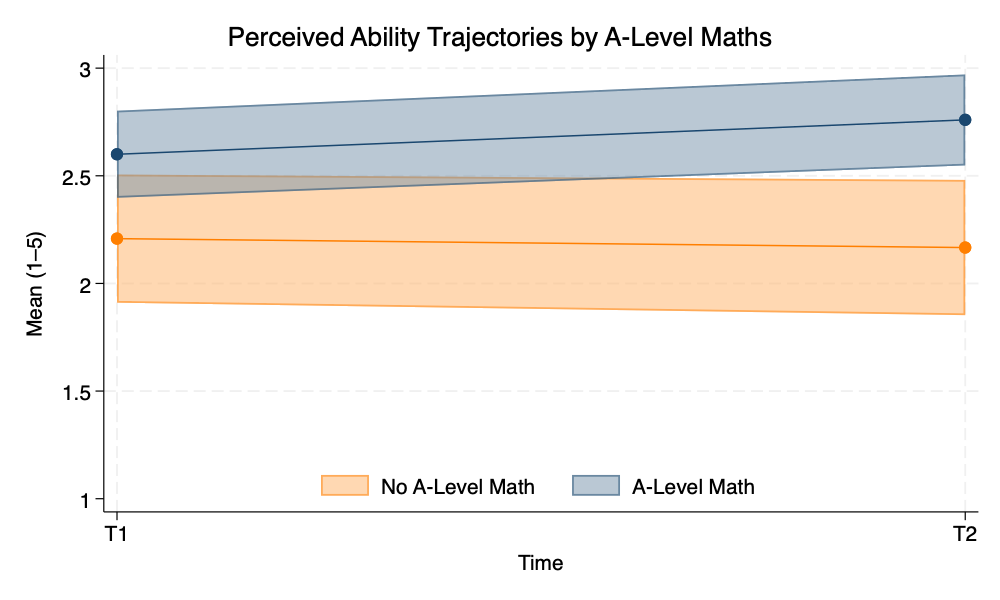 Perceived Ability Trajectories by A-Level Maths
3
2.5
2
1.5
1
Mean (1–5)
No A-Level Math
A-Level Math
T1
T2
Time